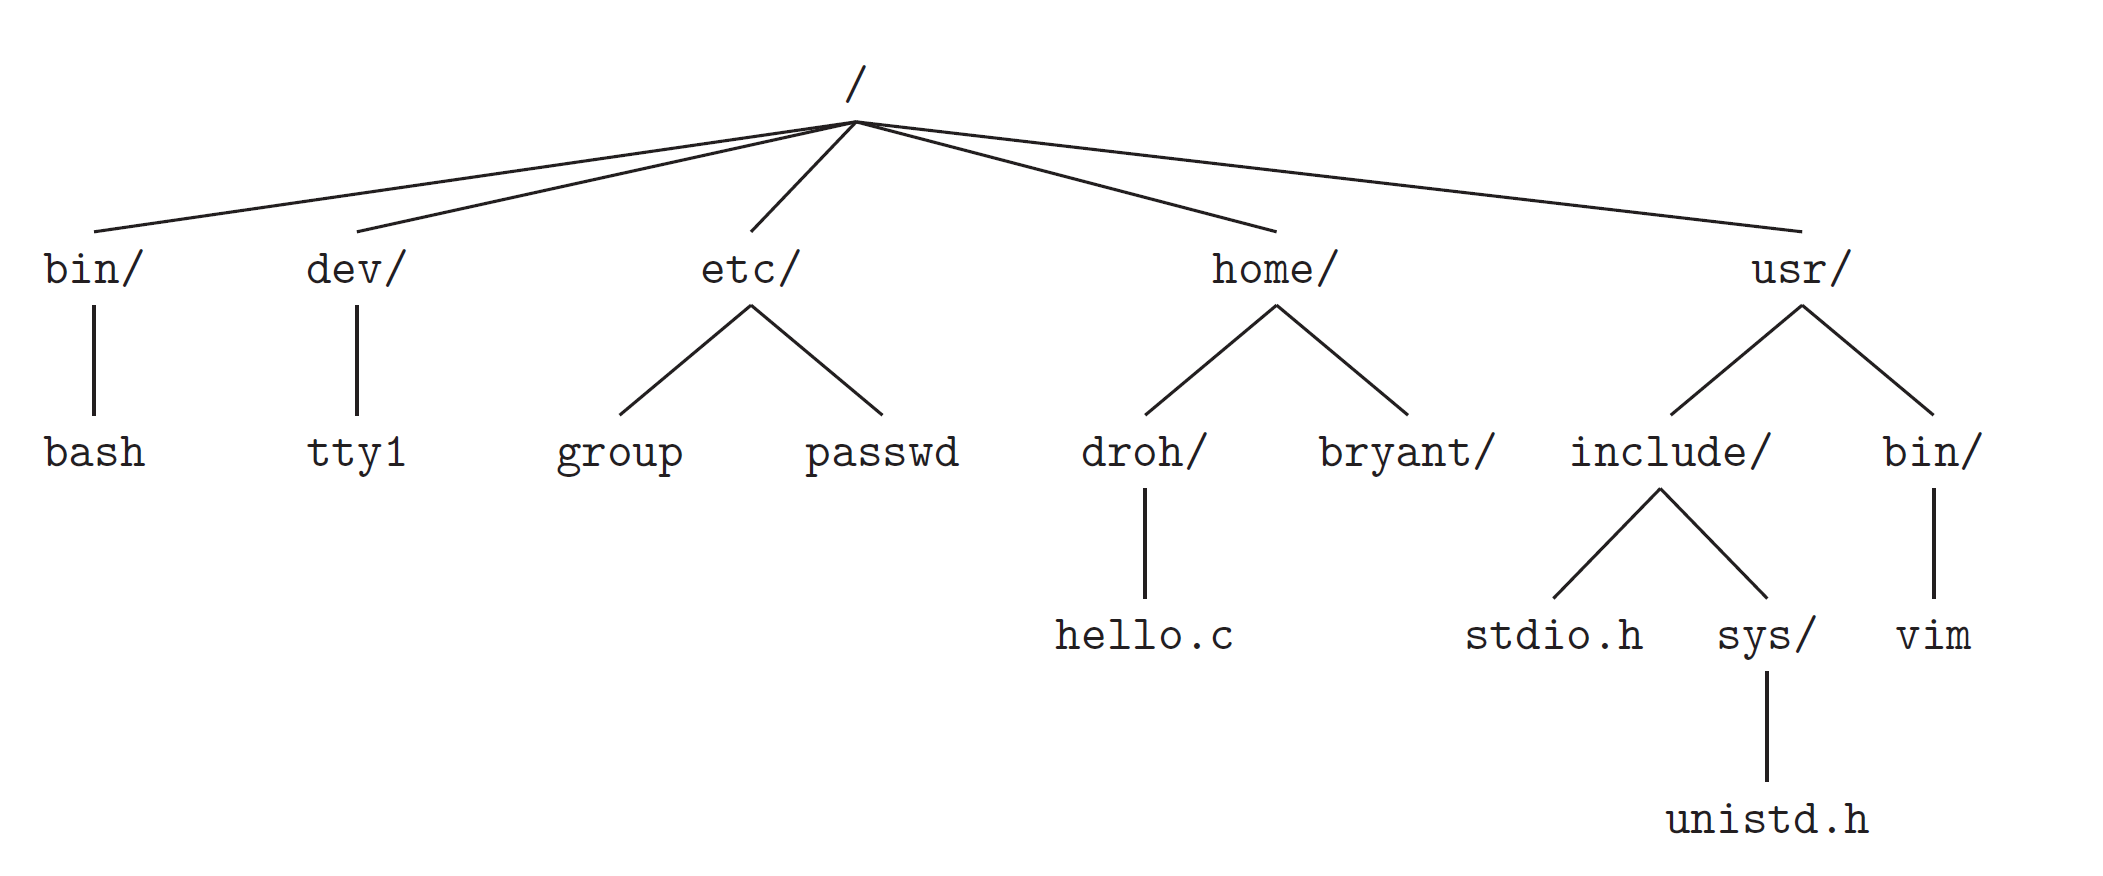 /
bin/ dev/ etc/ home/ usr/
bash tty1 group passwd droh/ bryant/ include/ bin/
hello.c stdio.h sys/ vim
unistd.h